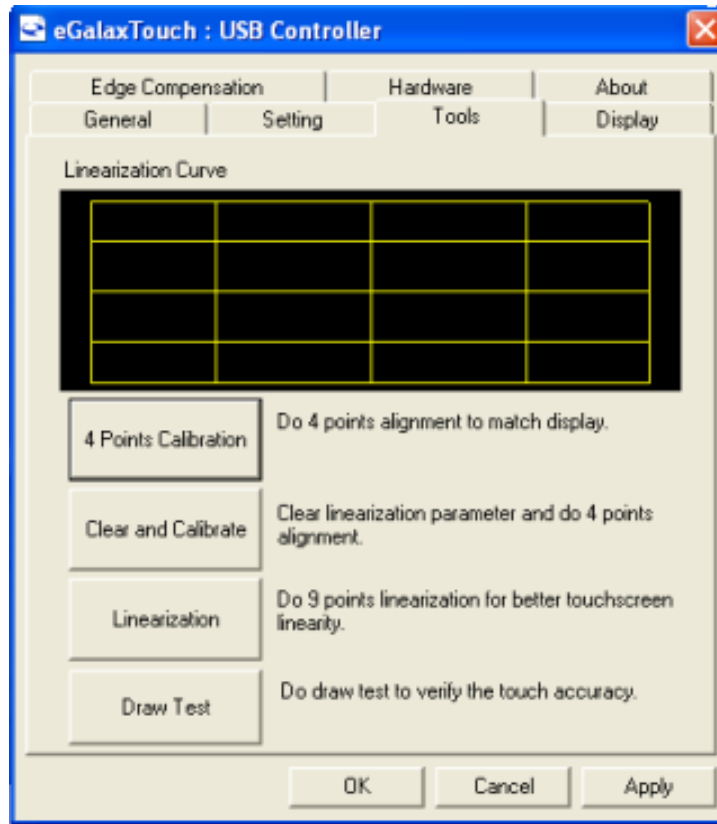 eGalaxTouch : USB Controller
Edge Compensation Hardware About
General Setting Tools Display
Linearization Curve
4 Points Calibration Do 4 points alignment to match display.
Clear and Calibrate Clear linearization parameter and do 4 points
alignment.
Linearization Do 9 points linearization for better touchscreen
linearity.
Draw Test Do draw test to verify the touch accuracy.
OK Cancel Apply